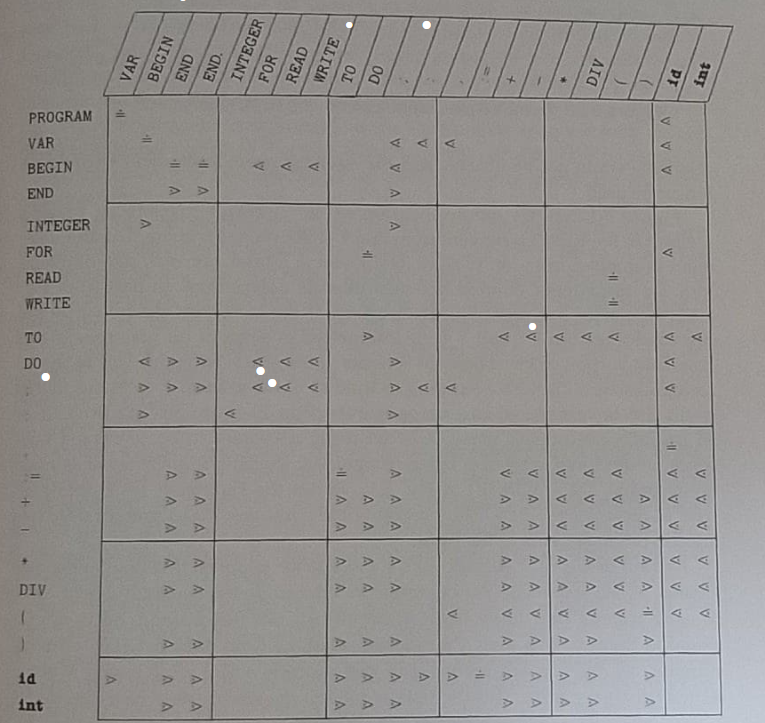 VAR BEGIN END END. INTEGER FOR READ WRITE TO DO ; : , := + - * DIV ( ) id int
PROGRAM ≐ ⋖
VAR ≐ ⋖ ⋖ ⋖ ⋖
BEGIN ≐ ≐ ⋖ ⋖ ⋖ ⋖ ⋖
END ⋗ ⋗ ⋗
INTEGER ⋗ ⋗
FOR ≐ ⋖
READ ≐
WRITE ≐
TO ⋗ ⋖ ⋖ ⋖ ⋖ ⋖ ⋖ ⋖
DO ⋖ ⋗ ⋗ ⋖ ⋖ ⋖ ⋗ ⋖
; ⋗ ⋗ ⋗ ⋖ ⋖ ⋖ ⋗ ⋖ ⋖ ⋖
: ⋗ ⋖ ⋗
, ≐
:= ⋗ ⋗ ≐ ⋗ ⋖ ⋖ ⋖ ⋖ ⋖ ⋖ ⋖
+ ⋗ ⋗ ⋗ ⋗ ⋗ ⋗ ⋗ ⋖ ⋖ ⋖ ⋗ ⋖ ⋖
- ⋗ ⋗ ⋗ ⋗ ⋗ ⋗ ⋗ ⋖ ⋖ ⋖ ⋗ ⋖ ⋖
* ⋗ ⋗ ⋗ ⋗ ⋗ ⋗ ⋗ ⋗ ⋗ ⋖ ⋗ ⋖ ⋖
DIV ⋗ ⋗ ⋗ ⋗ ⋗ ⋗ ⋗ ⋗ ⋗ ⋖ ⋗ ⋖ ⋖
( ⋖ ⋖ ⋖ ⋖ ⋖ ⋖ ≐ ⋖ ⋖
) ⋗ ⋗ ⋗ ⋗ ⋗ ⋗ ⋗ ⋗ ⋗ ⋗
id ⋗ ⋗ ⋗ ⋗ ⋗ ⋗ ⋗ ⋗ ≐ ⋗ ⋗ ⋗ ⋗ ⋗
int ⋗ ⋗ ⋗ ⋗ ⋗ ⋗ ⋗ ⋗ ⋗ ⋗